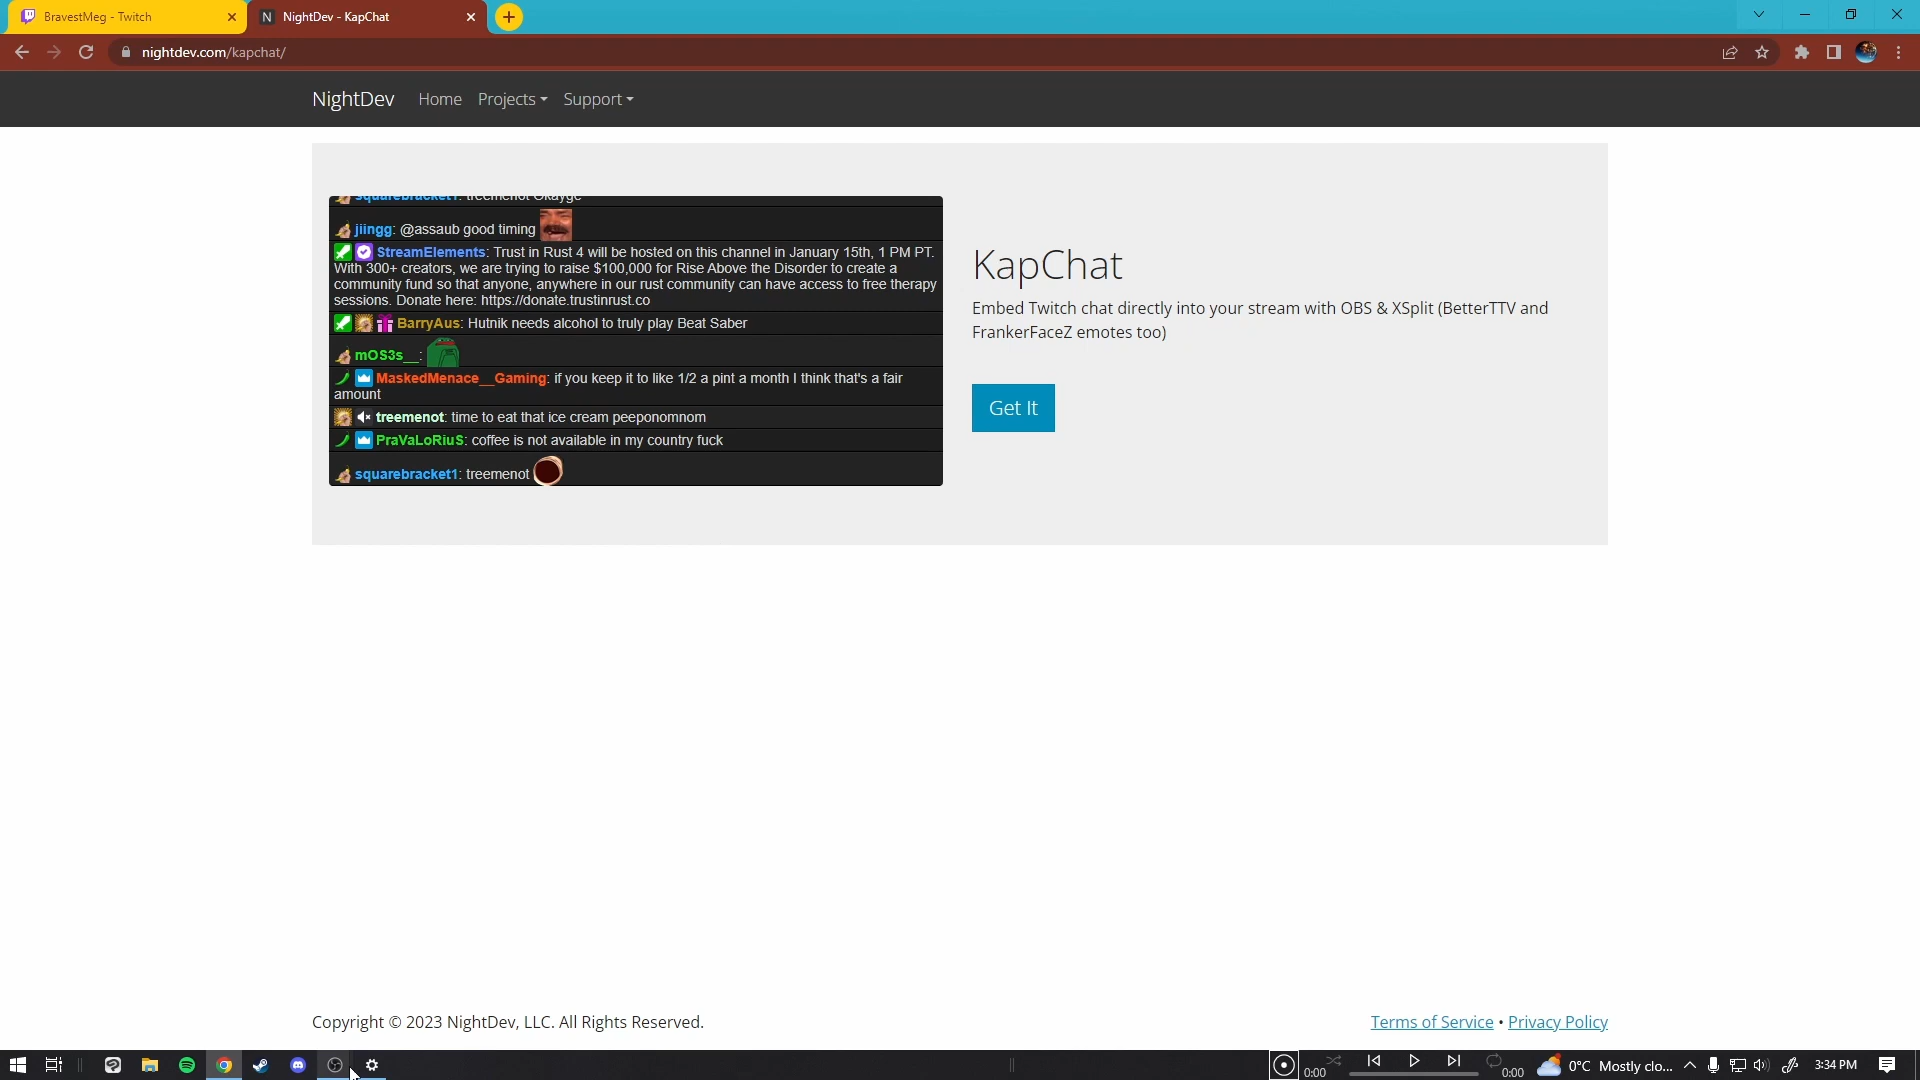 BravestMeg - Twitch
NightDev - KapChat
nightdev.com/kapchat/
NightDev Home Projects Support
squarebracket1: treemenot Okayge
jiingg: @assaub good timing
StreamElements: Trust in Rust 4 will be hosted on this channel in January 15th, 1 PM PT.
With 300+ creators, we are trying to raise $100,000 for Rise Above the Disorder to create a
community fund so that anyone, anywhere in our rust community can have access to free therapy
sessions. Donate here: https://donate.trustinrust.co
BarryAus: Hutnik needs alcohol to truly play Beat Saber
mOS3s__:
MaskedMenace__Gaming: if you keep it to like 1/2 a pint a month I think that's a fair
amount
treemenot: time to eat that ice cream peeponomnom
PraVaLoRiuS: coffee is not available in my country fuck
squarebracket1: treemenot
KapChat
Embed Twitch chat directly into your stream with OBS & XSplit (BetterTTV and
FrankerFaceZ emotes too)
Get It
Copyright © 2023 NightDev, LLC. All Rights Reserved.
Terms of Service • Privacy Policy
0:00
0:00
0°C Mostly clo...
3:34 PM